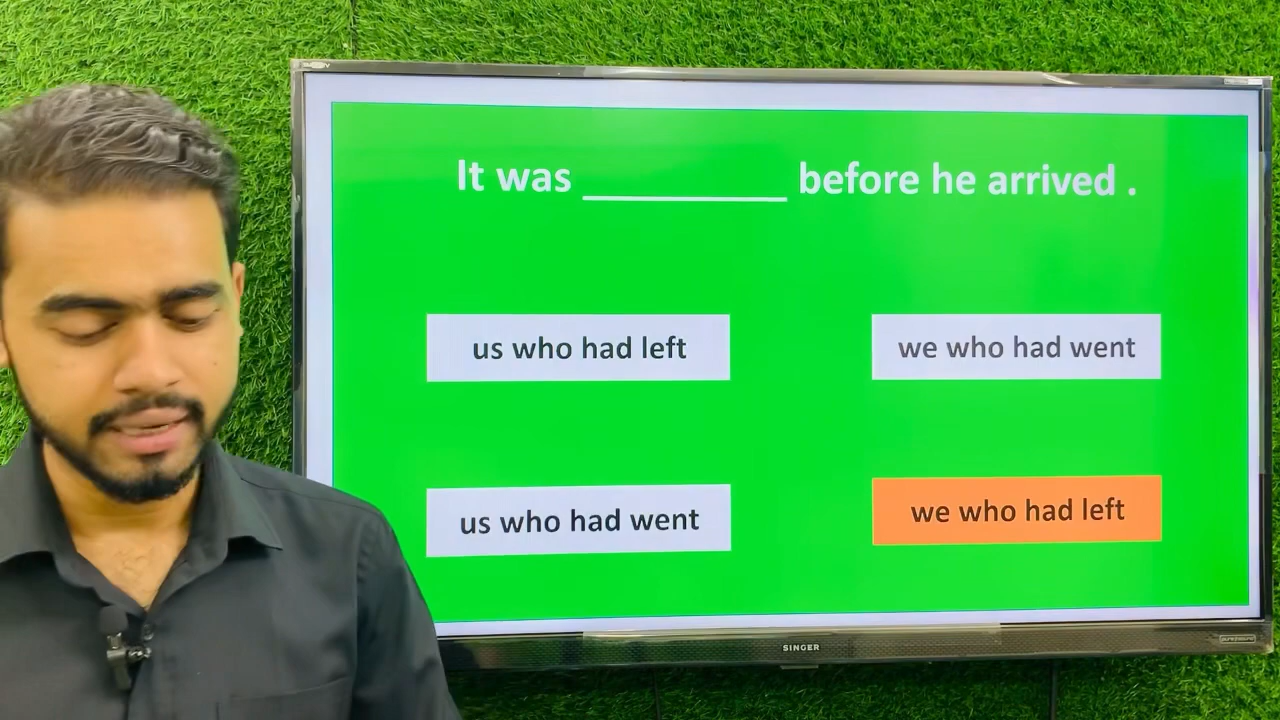 It was __________ before he arrived .
us who had left
we who had went
us who had went
we who had left
SINGER